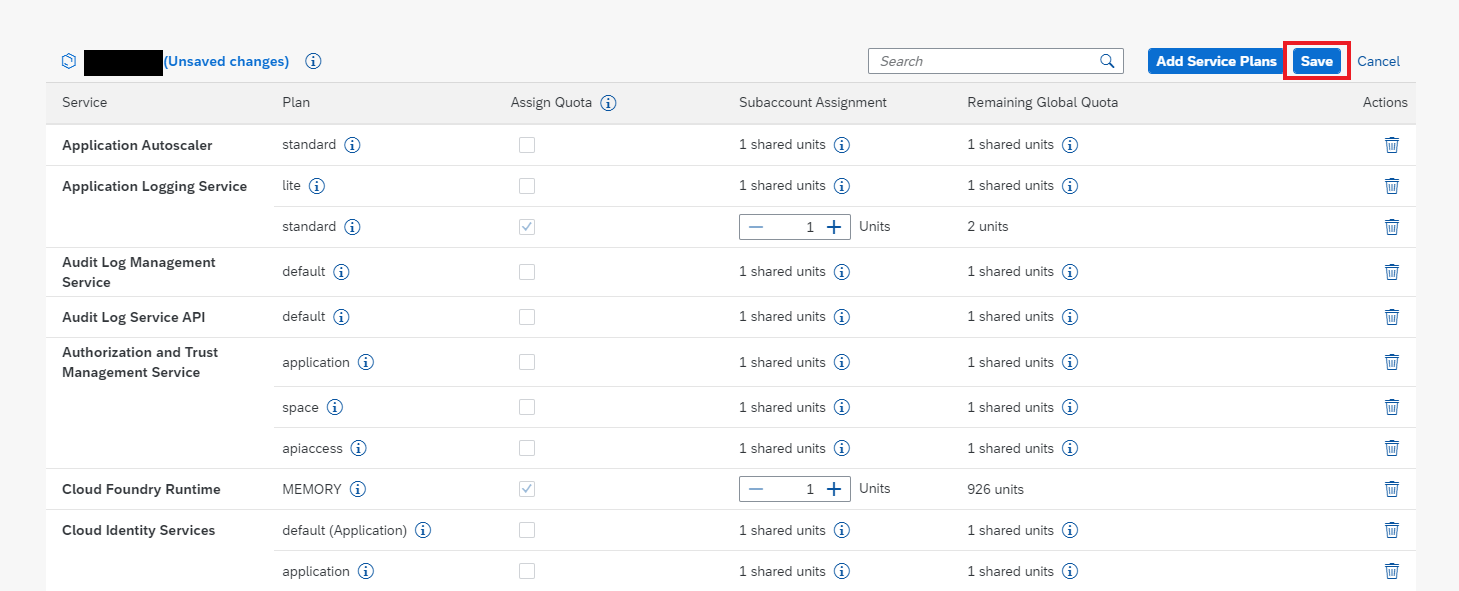 (Unsaved changes) Search Add Service Plans Save Cancel
Service Plan Assign Quota Subaccount Assignment Remaining Global Quota Actions
Application Autoscaler standard 1 shared units 1 shared units
Application Logging Service lite 1 shared units 1 shared units
standard 1 Units 2 units
Audit Log Management
Service default 1 shared units 1 shared units
Audit Log Service API default 1 shared units 1 shared units
Authorization and Trust
Management Service application 1 shared units 1 shared units
space 1 shared units 1 shared units
apiaccess 1 shared units 1 shared units
Cloud Foundry Runtime MEMORY 1 Units 926 units
Cloud Identity Services default (Application) 1 shared units 1 shared units
application 1 shared units 1 shared units